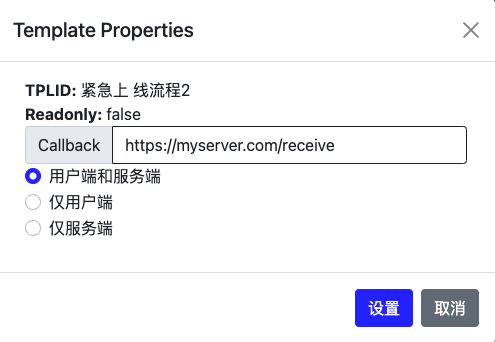 Template Properties
TPLID: 紧急上 线流程2
Readonly: false
Callback https://myserver.com/receive
用户端和服务端
仅用户端
仅服务端
设置 取消